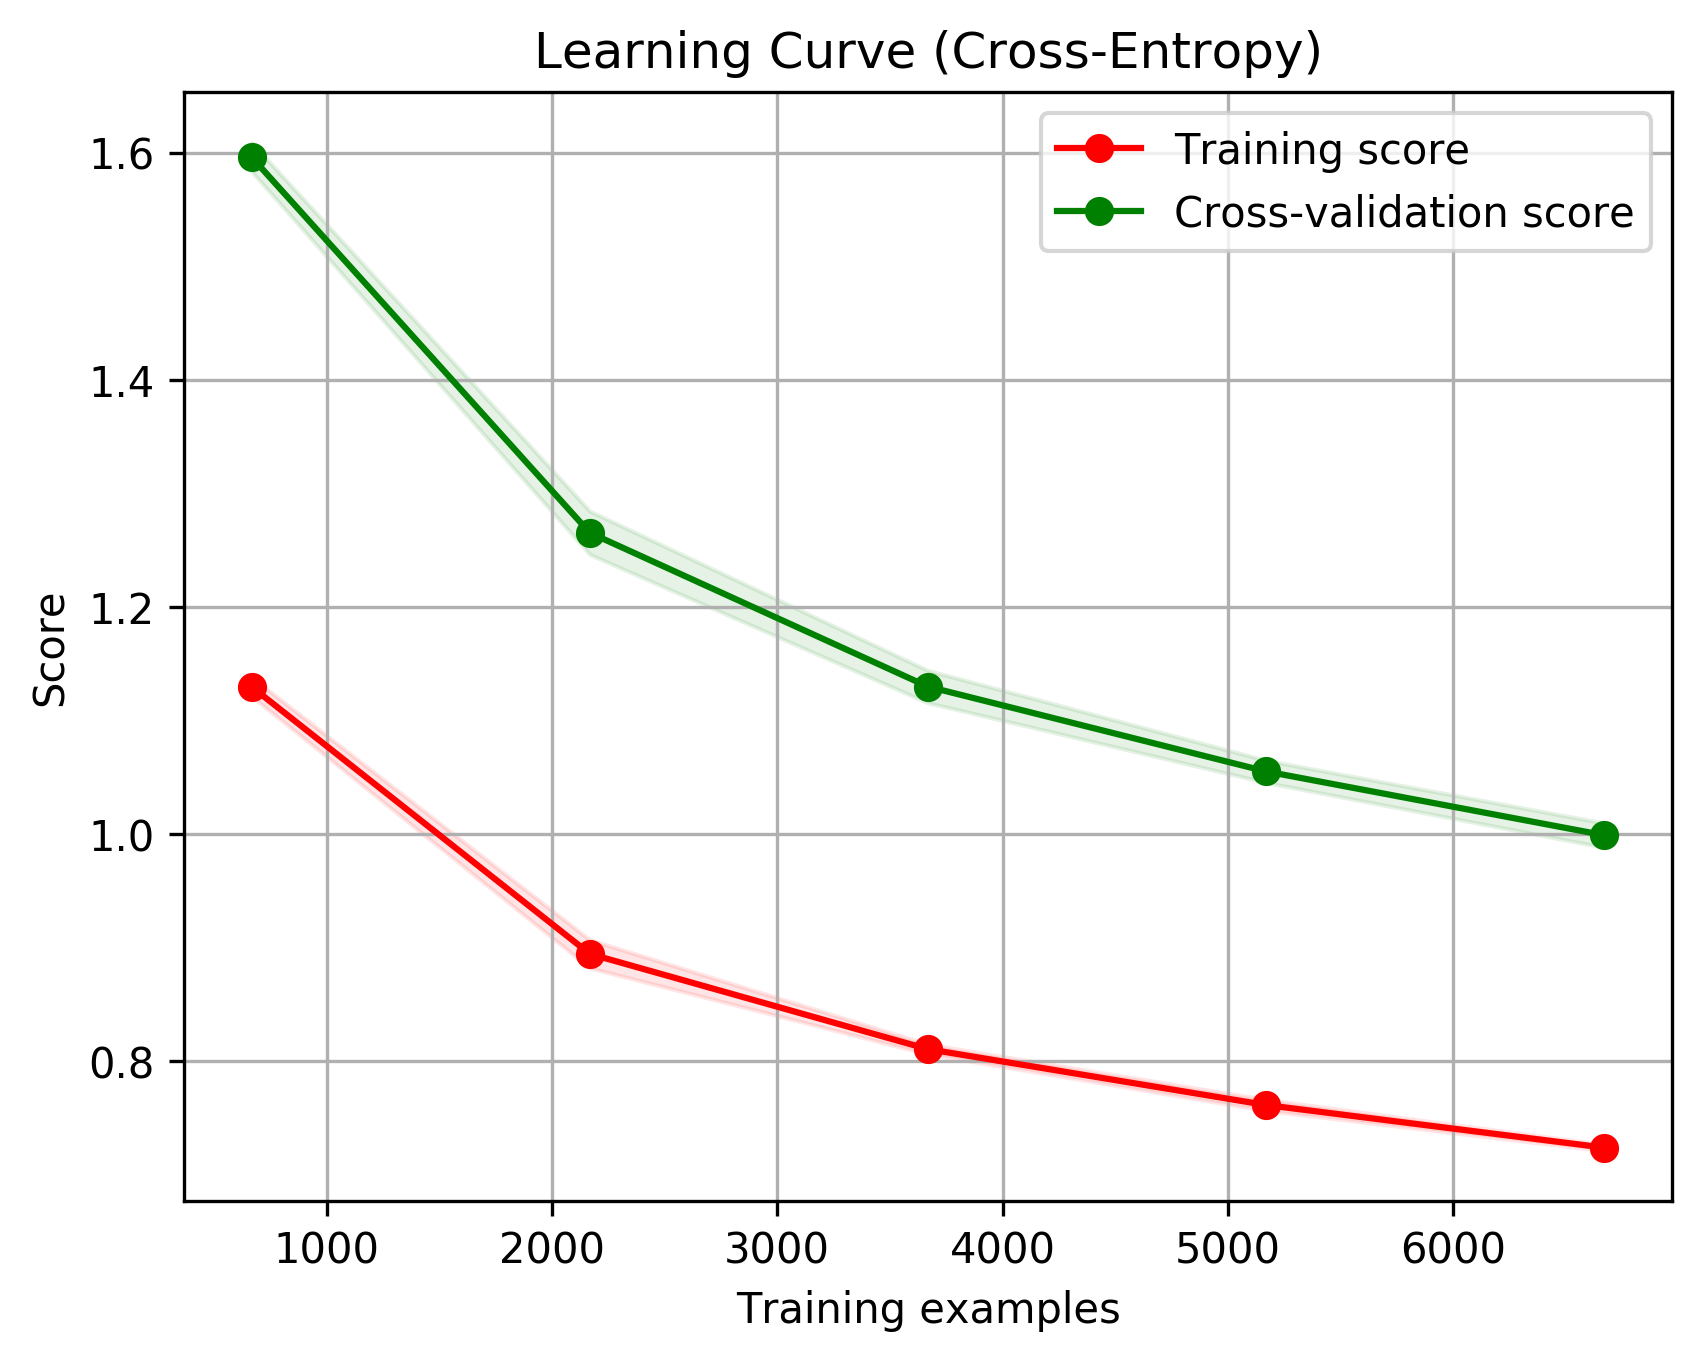 Learning Curve (Cross-Entropy)
Training score
Cross-validation score
1.6
1.4
1.2
1.0
0.8
Score
1000 2000 3000 4000 5000 6000
Training examples